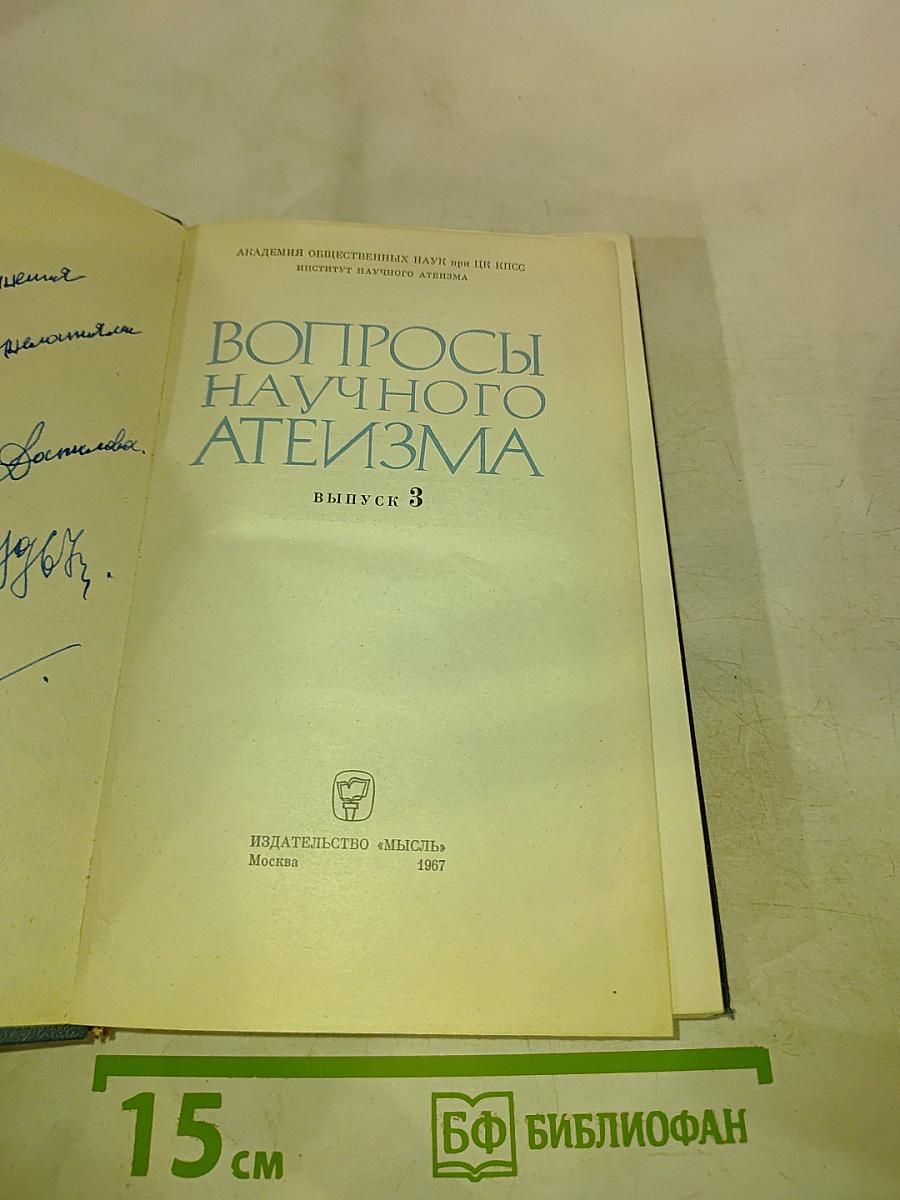 1967г.
АКАДЕМИЯ ОБЩЕСТВЕННЫХ НАУК при ЦК КПСС
ИНСТИТУТ НАУЧНОГО АТЕИЗМА
ВОПРОСЫ
НАУЧНОГО
АТЕИЗМА
ВЫПУСК 3
ИЗДАТЕЛЬСТВО «МЫСЛЬ»
Москва 1967
15 см
БФ БИБЛИОФАН